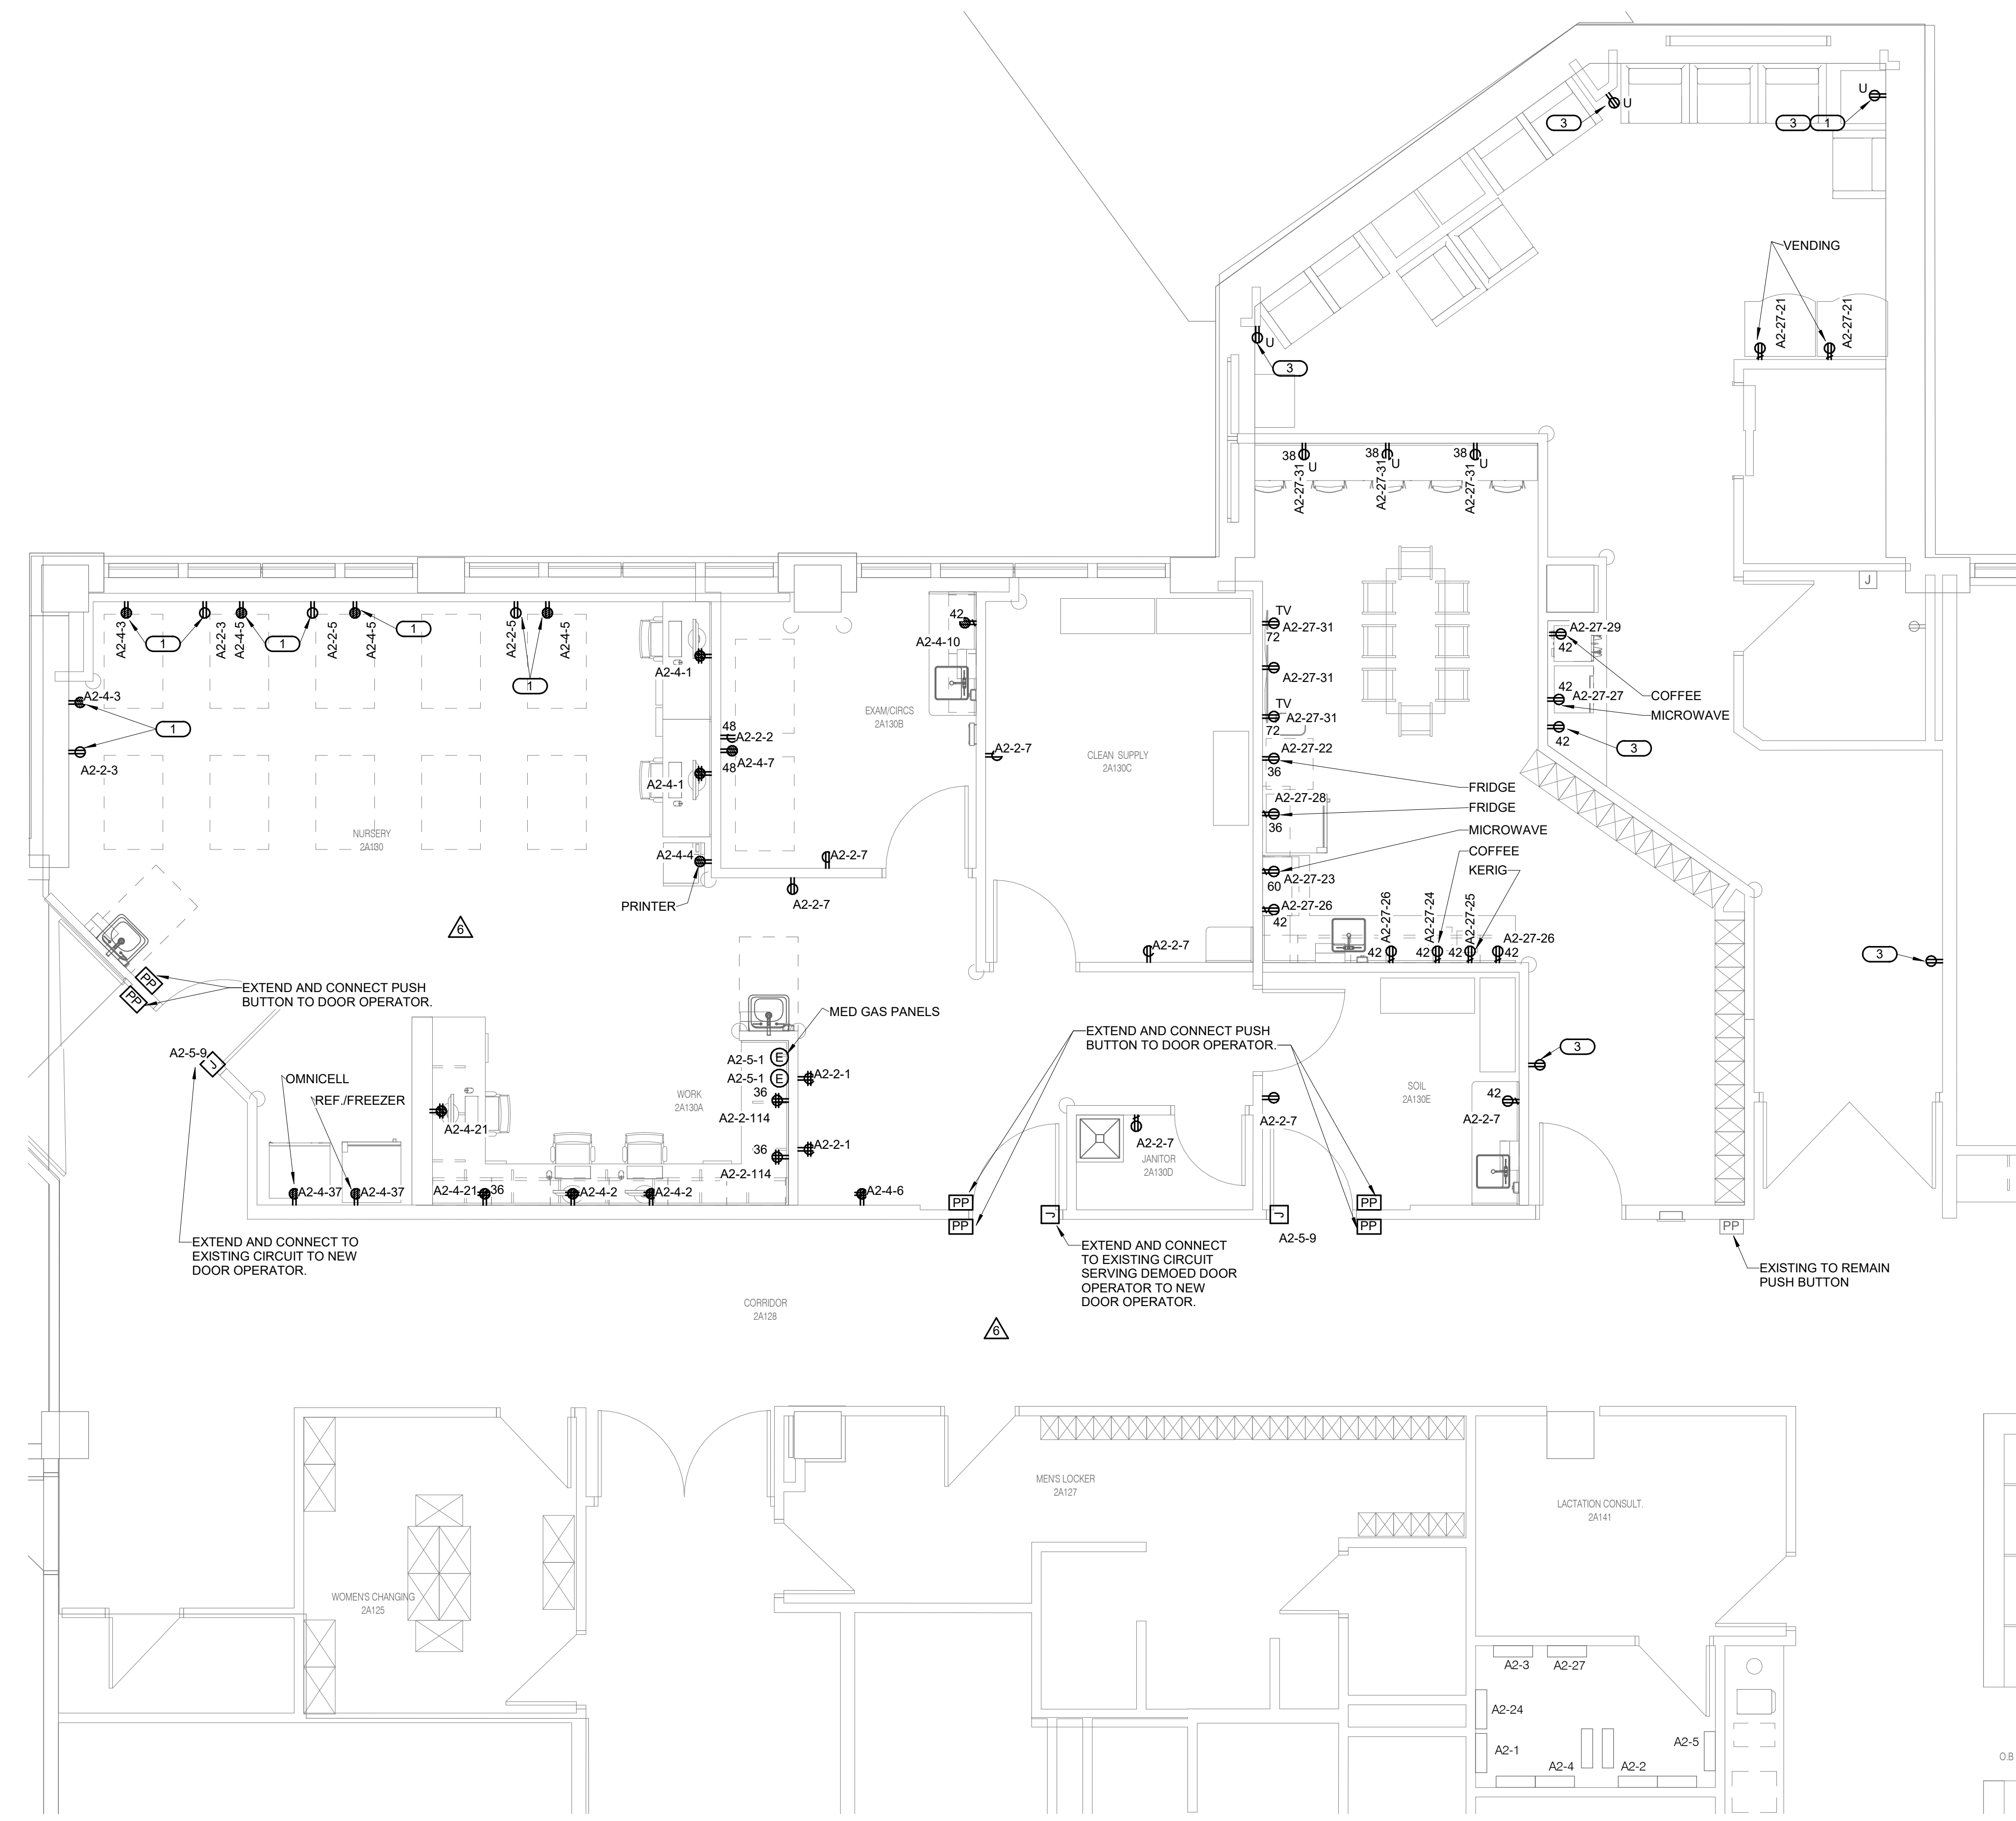 U
U
3
3
1
VENDING
A2-27-21
A2-27-21
U
3
38
U
A2-27-31
38
U
A2-27-31
38
U
A2-27-31
J
A2-4-3
1
A2-2-3
A2-4-5
1
A2-2-5
A2-4-5
1
A2-2-5
A2-4-5
1
A2-4-3
1
A2-2-3
A2-4-1
A2-4-1
48
A2-2-2
48
A2-4-7
42
A2-4-10
EXAM/CIRCS
2A130B
A2-2-7
CLEAN SUPPLY
2A130C
TV
A2-27-31
72
A2-27-31
TV
A2-27-31
72
A2-27-22
36
A2-27-28
36
A2-27-23
60
A2-27-26
42
A2-27-29
42
42
A2-27-27
COFFEE
MICROWAVE
42
3
FRIDGE
FRIDGE
MICROWAVE
COFFEE
KERIG
A2-27-26
A2-27-24
A2-27-25
A2-27-26
42
42
42
42
NURSERY
2A130
A2-4-4
PRINTER
A2-2-7
A2-2-7
A2-2-7
6
3
PP
PP
EXTEND AND CONNECT PUSH
BUTTON TO DOOR OPERATOR.
MED GAS PANELS
EXTEND AND CONNECT PUSH
BUTTON TO DOOR OPERATOR.
3
A2-5-9
J
OMNICELL
REF./FREEZER
A2-5-1
E
A2-5-1
E
A2-2-1
WORK
2A130A
36
A2-2-114
A2-2-1
36
A2-2-114
A2-4-21
A2-4-37
A2-4-37
A2-4-21
36
A2-4-2
A2-4-2
A2-4-6
A2-2-7
JANITOR
2A130D
A2-2-7
SOIL
2A130E
42
A2-2-7
PP
PP
J
J
A2-5-9
PP
PP
PP
EXTEND AND CONNECT TO
EXISTING CIRCUIT TO NEW
DOOR OPERATOR.
EXTEND AND CONNECT
TO EXISTING CIRCUIT
SERVING DEMOED DOOR
OPERATOR TO NEW
DOOR OPERATOR.
EXISTING TO REMAIN
PUSH BUTTON
CORRIDOR
2A128
6
MEN'S LOCKER
2A127
LACTATION CONSULT.
2A141
WOMEN'S CHANGING
2A125
A2-3
A2-27
A2-24
A2-1
A2-4
A2-2
A2-5
O.B